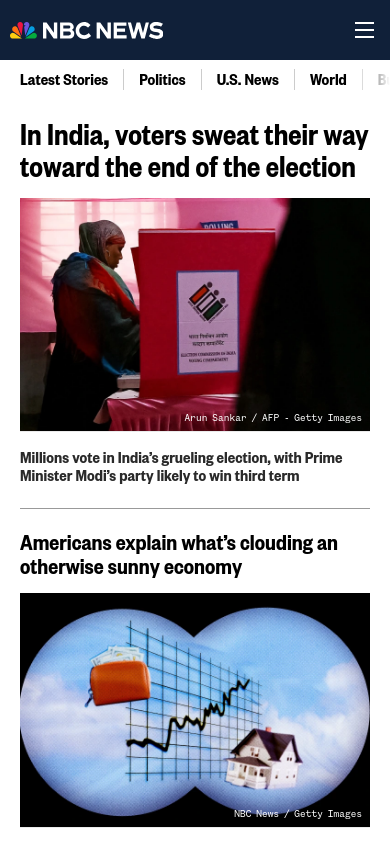 NBC NEWS
Latest Stories
Politics
U.S. News
World
In India, voters sweat their way
toward the end of the election
POLLING
भारत निर्वाचन आयोग
ELECTION COMMISSION OF INDIA
VOTING COMPARTMENT
Arun Sankar / AFP - Getty Images
Millions vote in India’s grueling election, with Prime
Minister Modi’s party likely to win third term
Americans explain what’s clouding an
otherwise sunny economy
NBC News / Getty Images